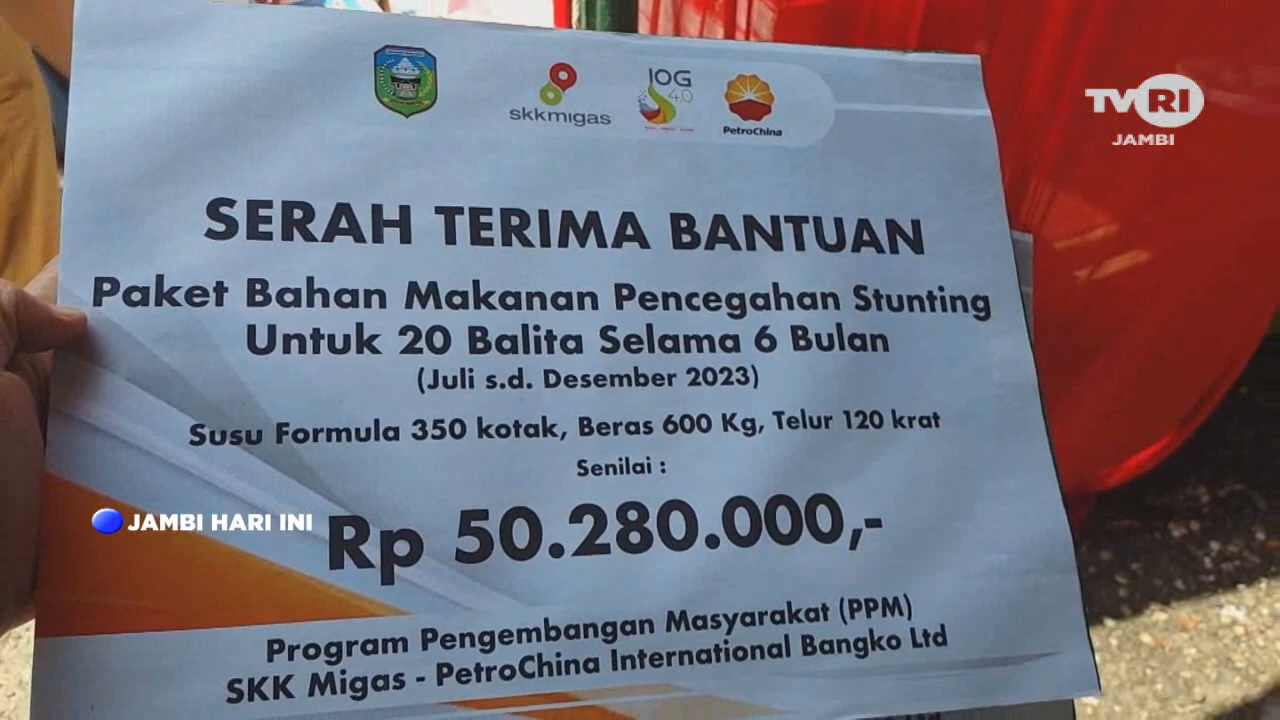 skkmigas
IOG
4.0
PetroChina
TVRI
JAMBI
SERAH TERIMA BANTUAN
Paket Bahan Makanan Pencegahan Stunting
Untuk 20 Balita Selama 6 Bulan
(Juli s.d. Desember 2023)
Susu Formula 350 kotak, Beras 600 Kg, Telur 120 krat
Senilai :
JAMBI HARI INI
Rp 50.280.000,-
Program Pengembangan Masyarakat (PPM)
SKK Migas - PetroChina International Bangko Ltd